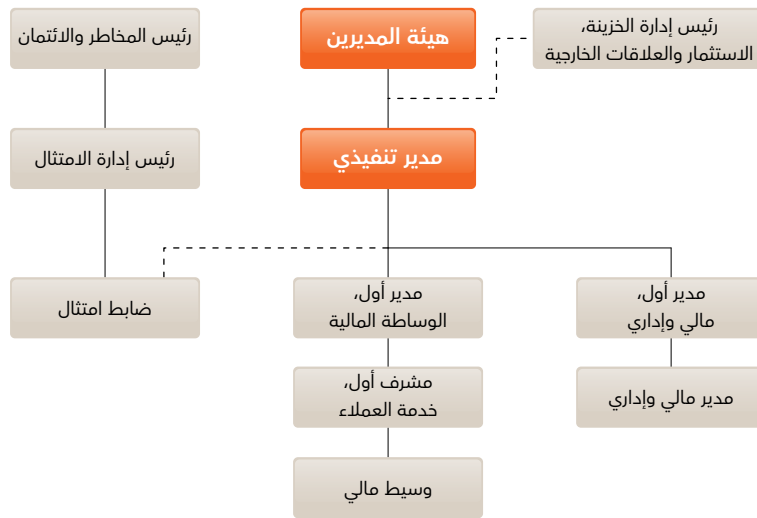 رئيس إدارة الخزينة،
الاستثمار والعلاقات الخارجية
هيئة المديرين
رئيس المخاطر والائتمان
مدير تنفيذي
رئيس إدارة الامتثال
مدير أول،
مالي وإداري
مدير أول،
الوساطة المالية
ضابط امتثال
مدير مالي وإداري
مشرف أول،
خدمة العملاء
وسيط مالي